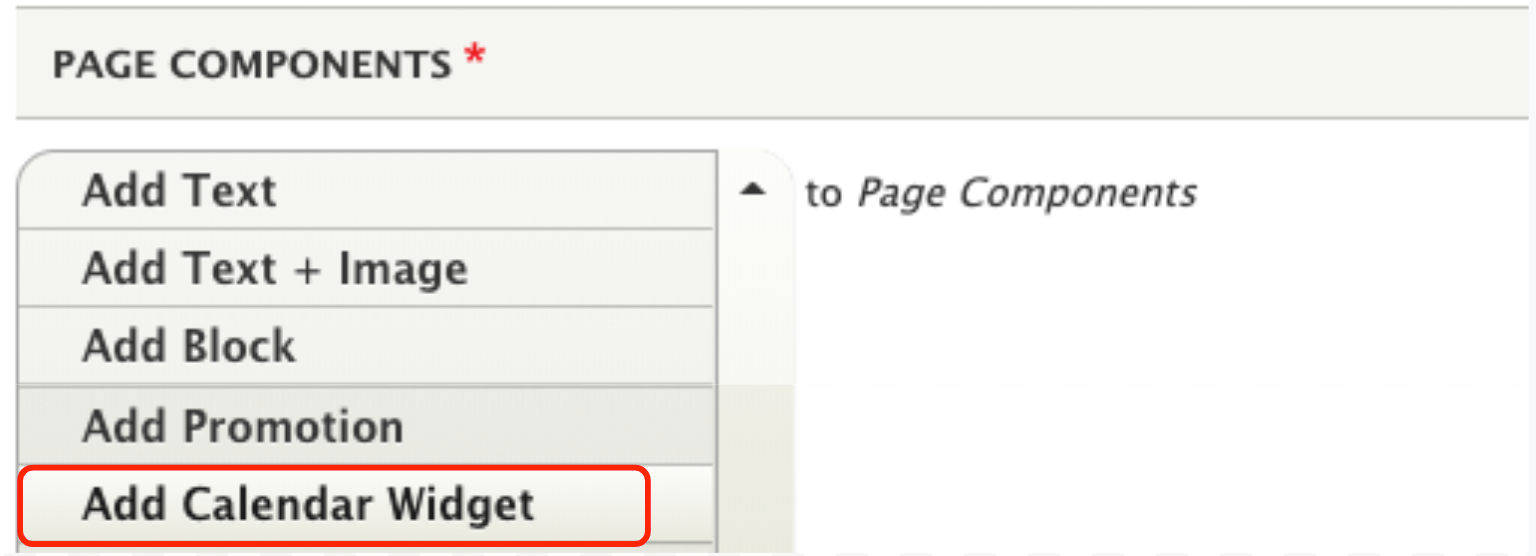 PAGE COMPONENTS *
Add Text
to Page Components
Add Text + Image
Add Block
Add Promotion
Add Calendar Widget